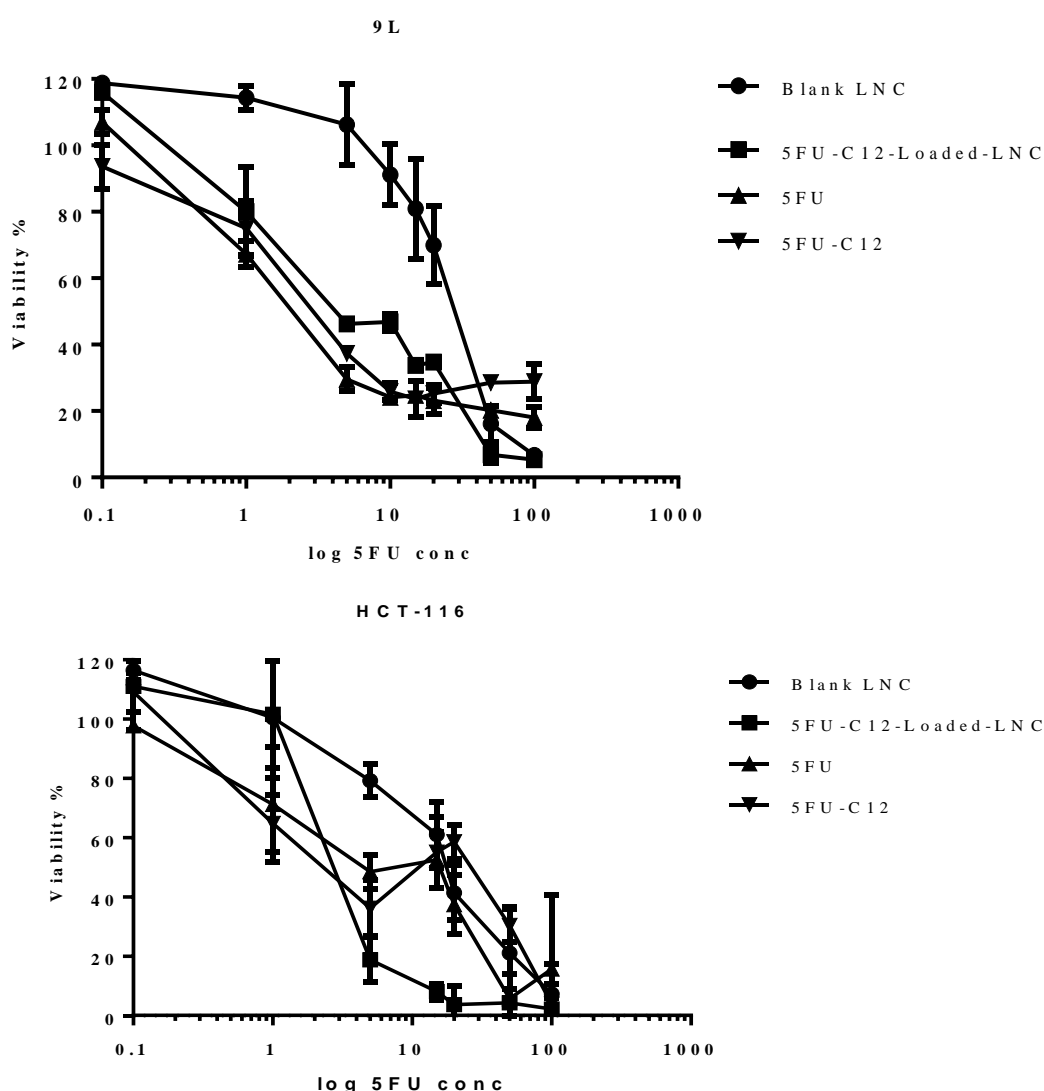 9L
120
100
80
60
40
20
0
Viability %
0.1 1 10 100 1000
log 5FU conc
Blank LNC
5FU-C12-Loaded-LNC
5FU
5FU-C12
HCT-116
120
100
80
60
40
20
0
Viability %
0.1 1 10 100 1000
log 5FU conc
Blank LNC
5FU-C12-Loaded-LNC
5FU
5FU-C12